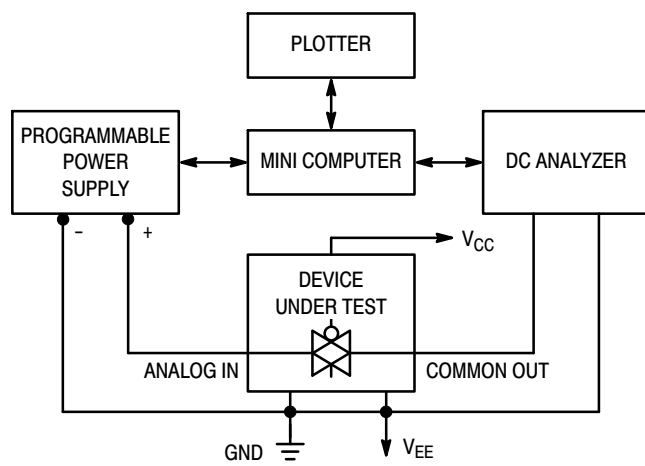 PLOTTER
PROGRAMMABLE
POWER
SUPPLY
MINI COMPUTER
DC ANALYZER
– +
VCC
DEVICE
UNDER TEST
ANALOG IN
COMMON OUT
GND
VEE